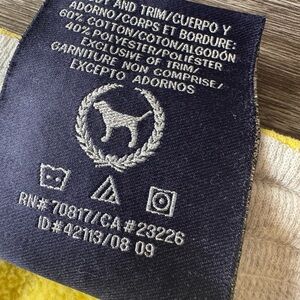 DY AND TRIM/CUERPO Y
ADORNO/CORPS ET BORDURE:
60% COTTON/COTON/ALGODÓN
40% POLYESTER/POLIÉSTER
EXCLUSIVE OF TRIM/
GARNITURE NON COMPRISE/
EXCEPTO ADORNOS
RN# 70817/CA# 23226
ID# 42113/08 09